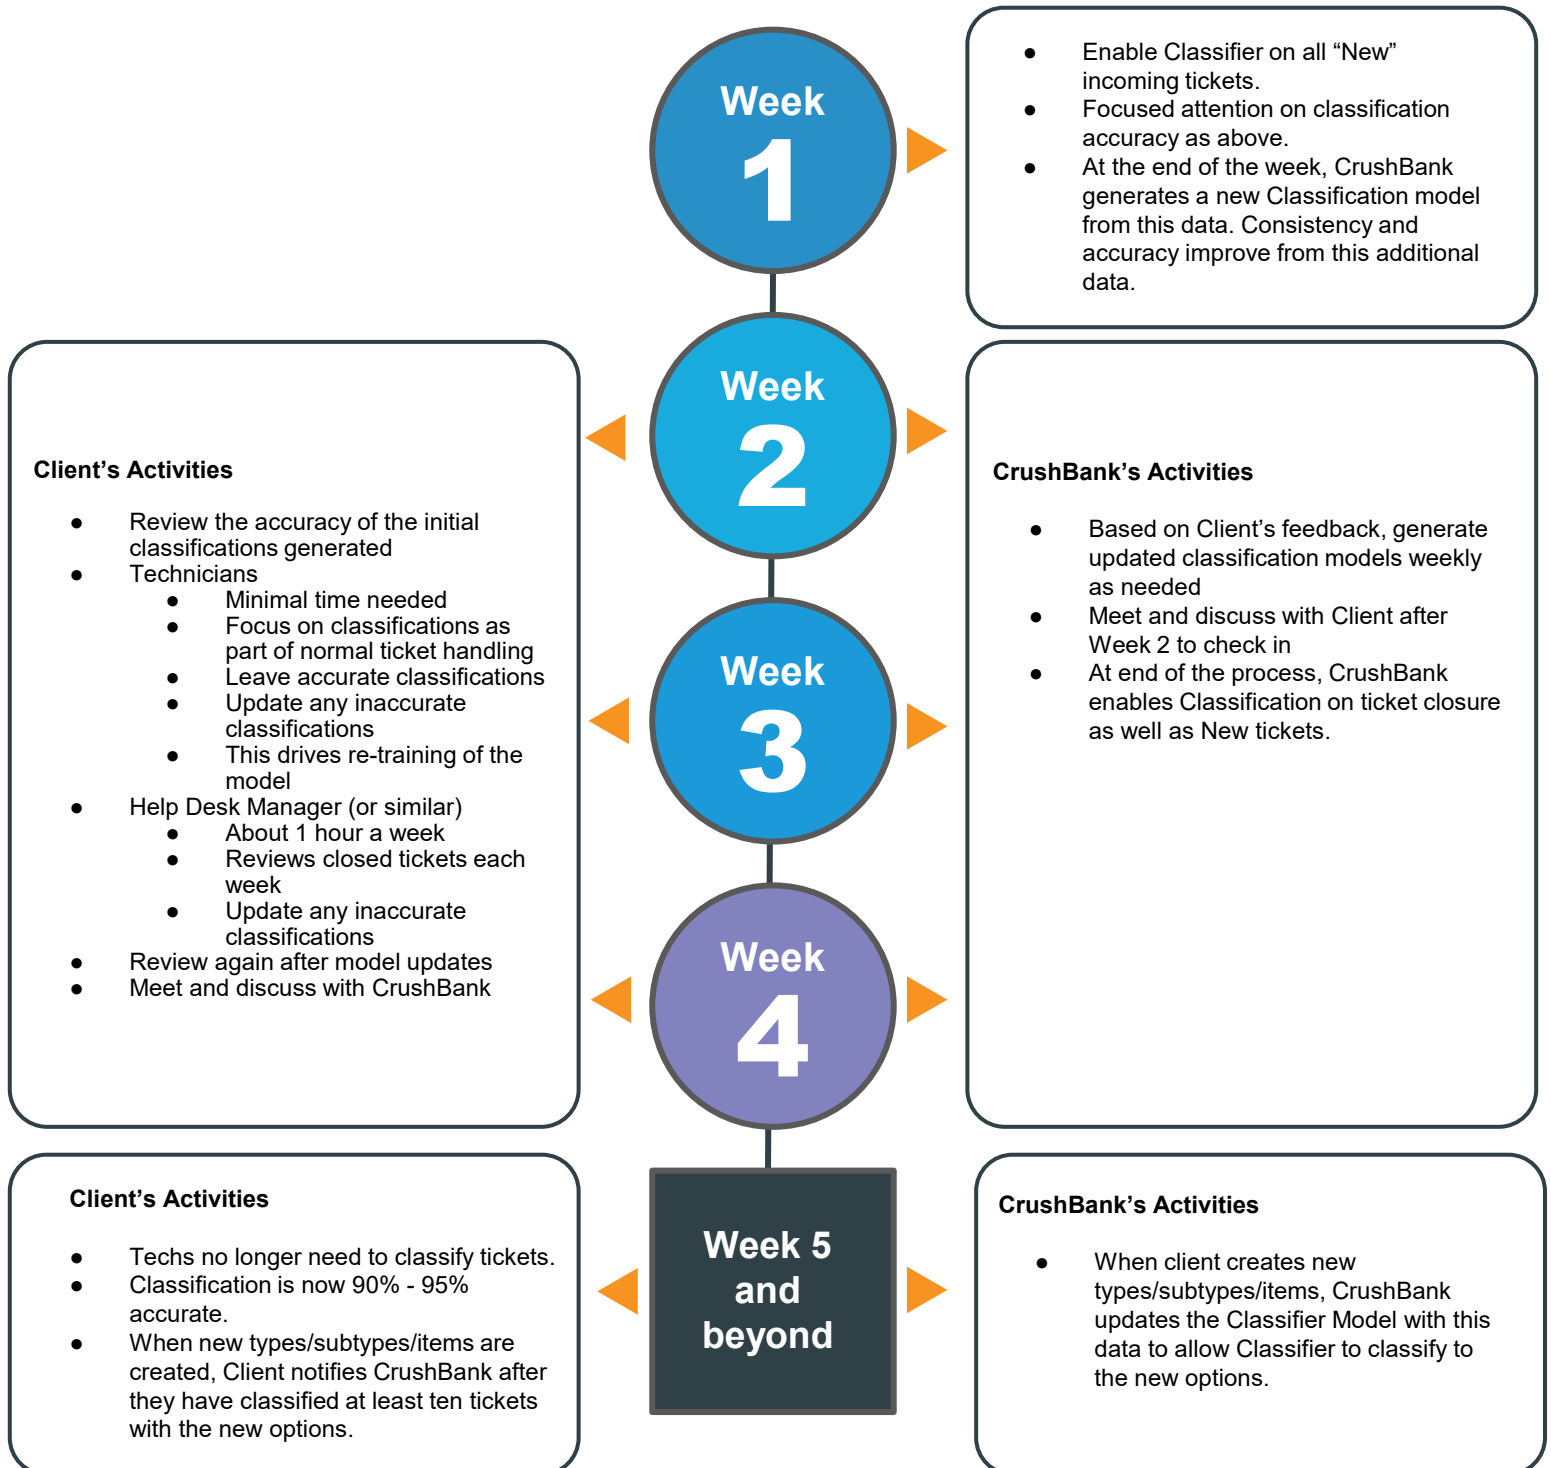 Week
1
● Enable Classifier on all “New”
incoming tickets.
● Focused attention on classification
accuracy as above.
● At the end of the week, CrushBank
generates a new Classification model
from this data. Consistency and
accuracy improve from this additional
data.
Week
2
Week
3
Week
4
Client’s Activities
● Review the accuracy of the initial
classifications generated
● Technicians
● Minimal time needed
● Focus on classifications as
part of normal ticket handling
● Leave accurate classifications
● Update any inaccurate
classifications
● This drives re-training of the
model
● Help Desk Manager (or similar)
● About 1 hour a week
● Reviews closed tickets each
week
● Update any inaccurate
classifications
● Review again after model updates
● Meet and discuss with CrushBank
CrushBank’s Activities
● Based on Client’s feedback, generate
updated classification models weekly
as needed
● Meet and discuss with Client after
Week 2 to check in
● At end of the process, CrushBank
enables Classification on ticket closure
as well as New tickets.
Week 5
and
beyond
Client’s Activities
● Techs no longer need to classify tickets.
● Classification is now 90% - 95%
accurate.
● When new types/subtypes/items are
created, Client notifies CrushBank after
they have classified at least ten tickets
with the new options.
CrushBank’s Activities
● When client creates new
types/subtypes/items, CrushBank
updates the Classifier Model with this
data to allow Classifier to classify to
the new options.